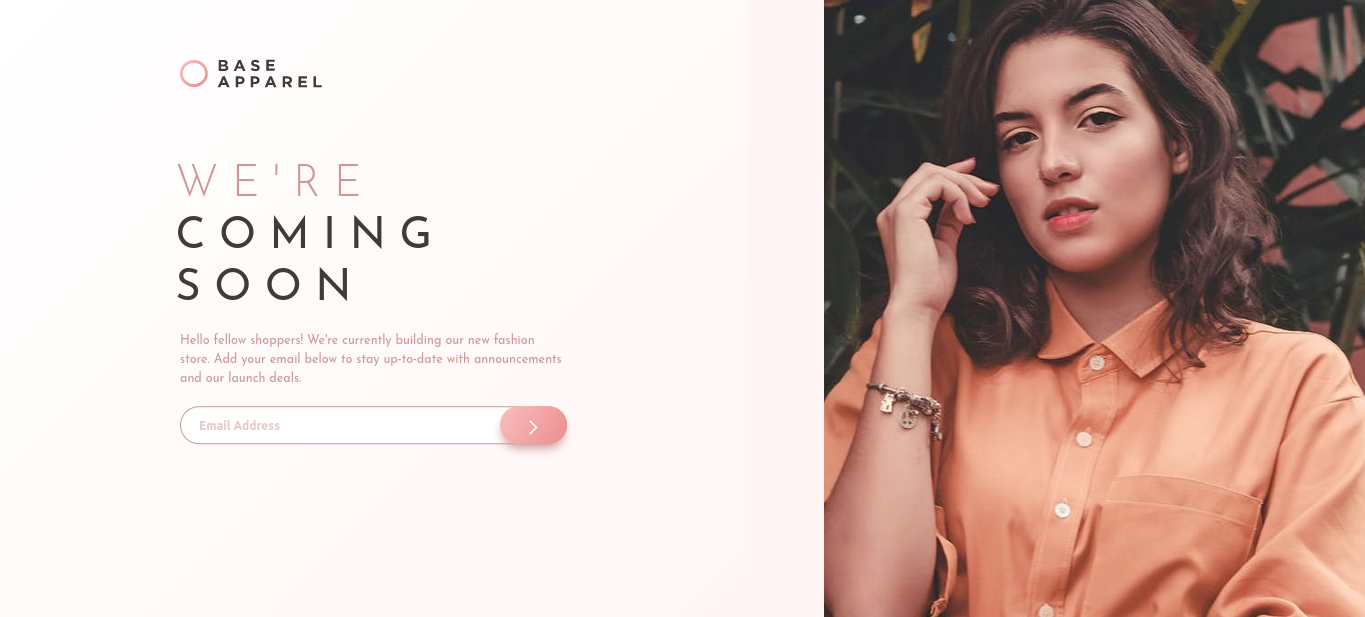 BASE
APPAREL
WE'RE
COMING
SOON
Hello fellow shoppers! We're currently building our new fashion
store. Add your email below to stay up-to-date with announcements
and our launch deals.
Email Address